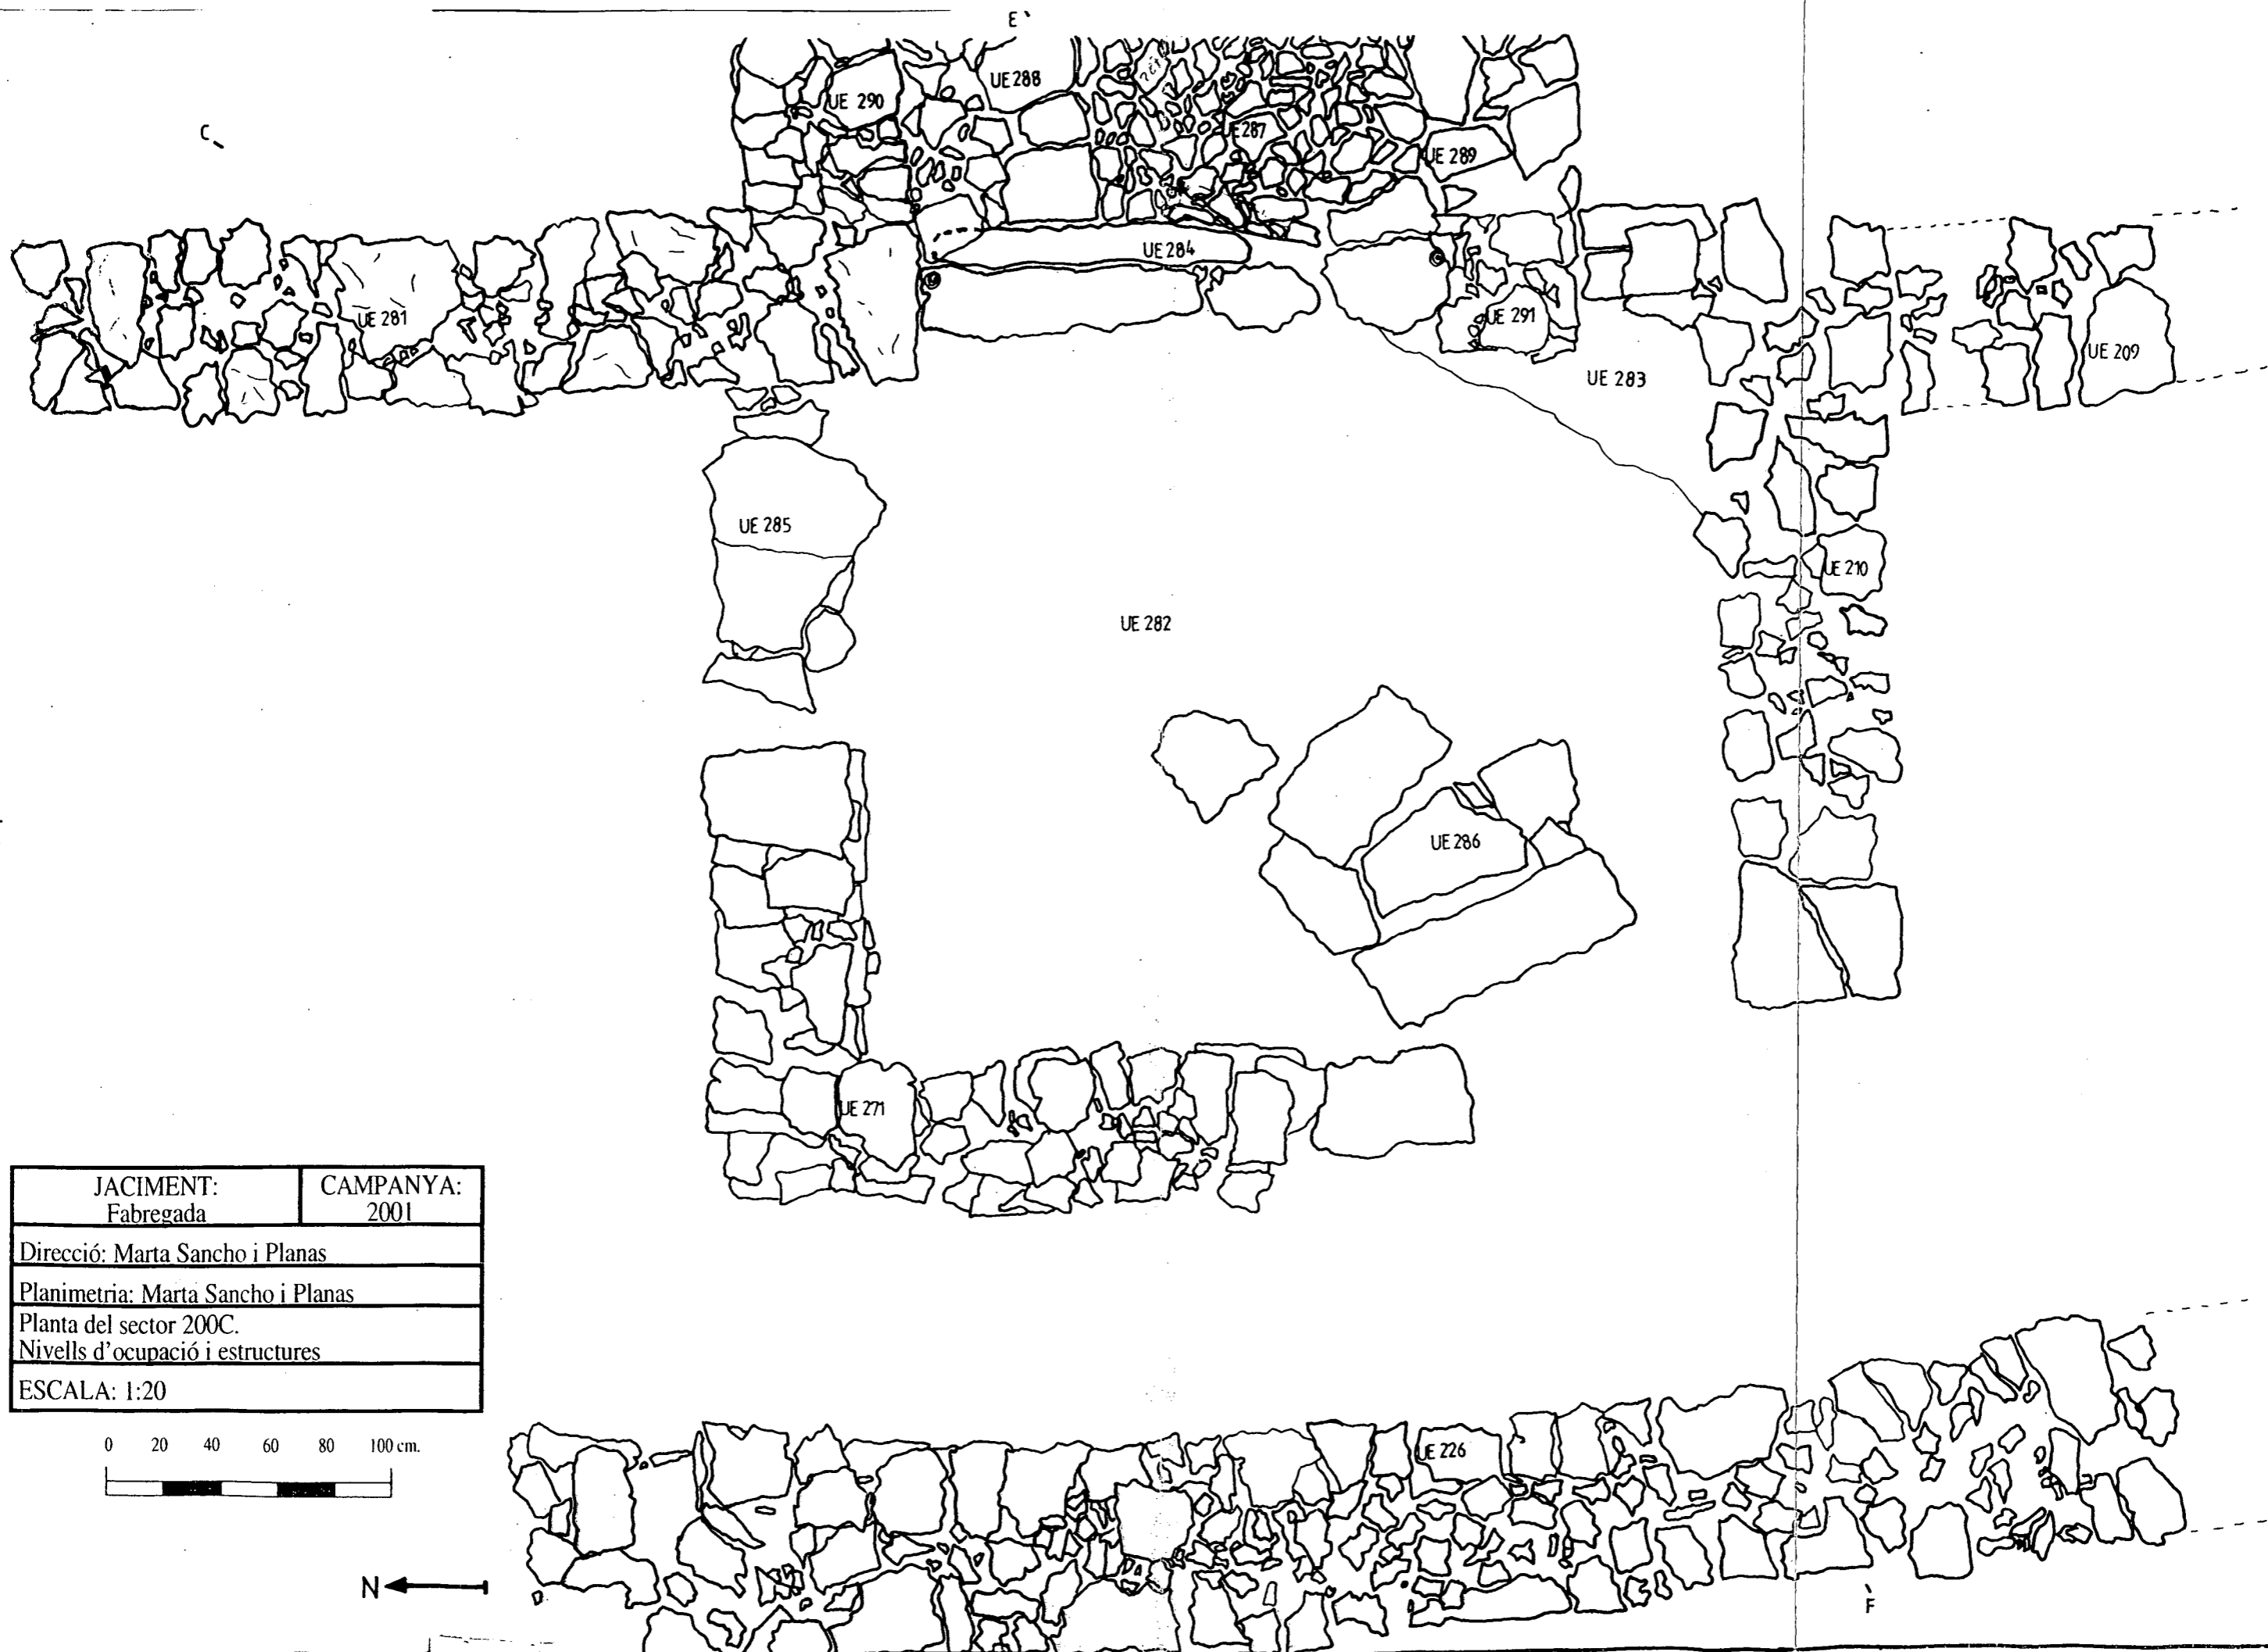 E
C
UE 288
UE 290
UE 287
UE 289
UE 284
UE 281
UE 291
UE 209
UE 283
UE 285
UE 210
UE 282
UE 286
UE 271
JACIMENT:
Fabregada
CAMPANYA:
2001
Direcció: Marta Sancho i Planas
Planimetria: Marta Sancho i Planas
Planta del sector 200C.
Nivells d'ocupació i estructures
ESCALA: 1:20
0 20 40 60 80 100 cm.
UE 226
N
F